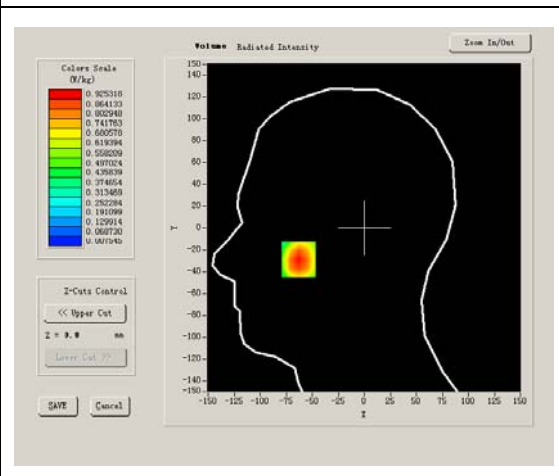 Volume Radiated Intensity
Zoom In/Out
Colors Scale
(W/kg)
0.925318
0.864133
0.802948
0.741763
0.680578
0.619394
0.558209
0.497024
0.435839
0.374654
0.313469
0.252284
0.191099
0.129914
0.068730
0.007545
Z-Cuts Control
<< Upper Cut
Z = 0.0 mm
Lower Cut >>
SAVE
Cancel
150
140
120
100
80
60
40
20
0
-20
-40
-60
-80
-100
-120
-140
-150
Y
-150 -125 -100 -75 -50 -25 0 25 50 75 100 125 150
X